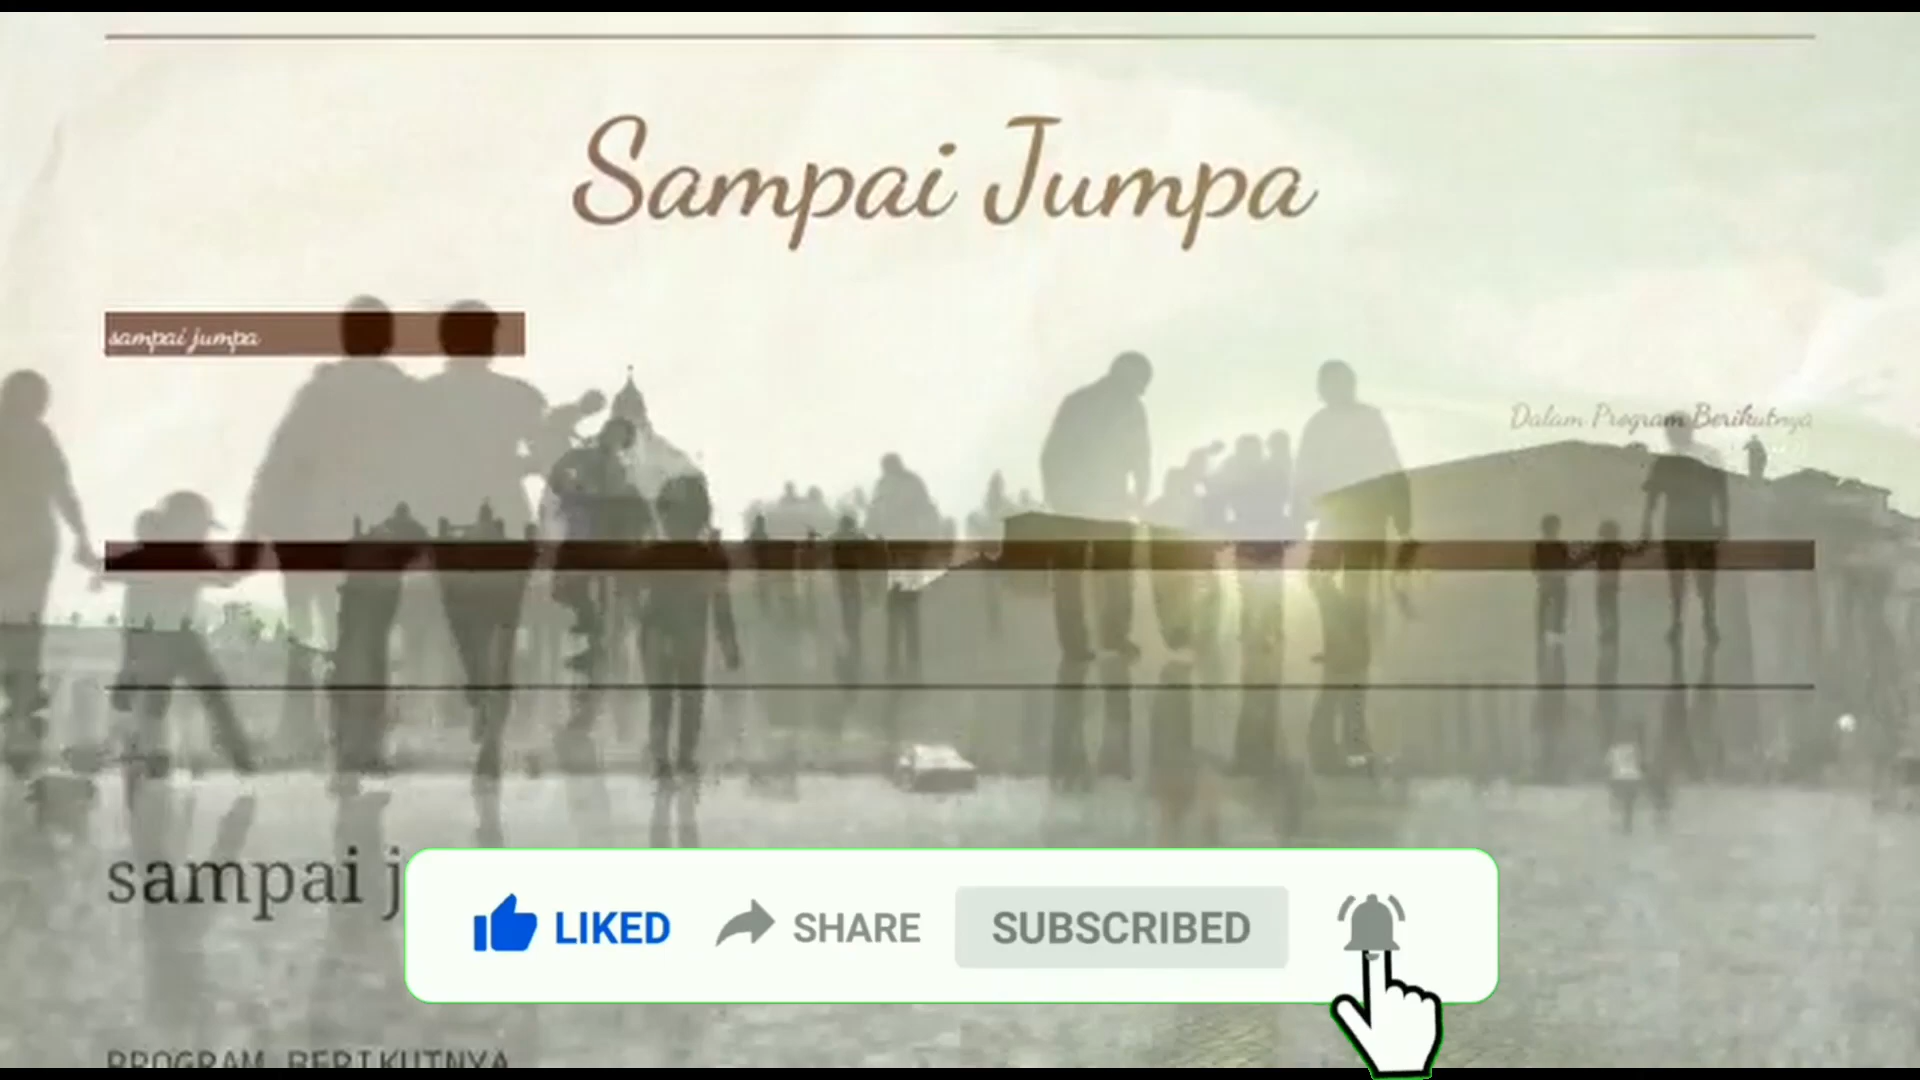 Sampai Jumpa
sampai jumpa
Dalam Program Berikutnya
sampai j
LIKED SHARE SUBSCRIBED
PROGRAM BERIKUTNYA